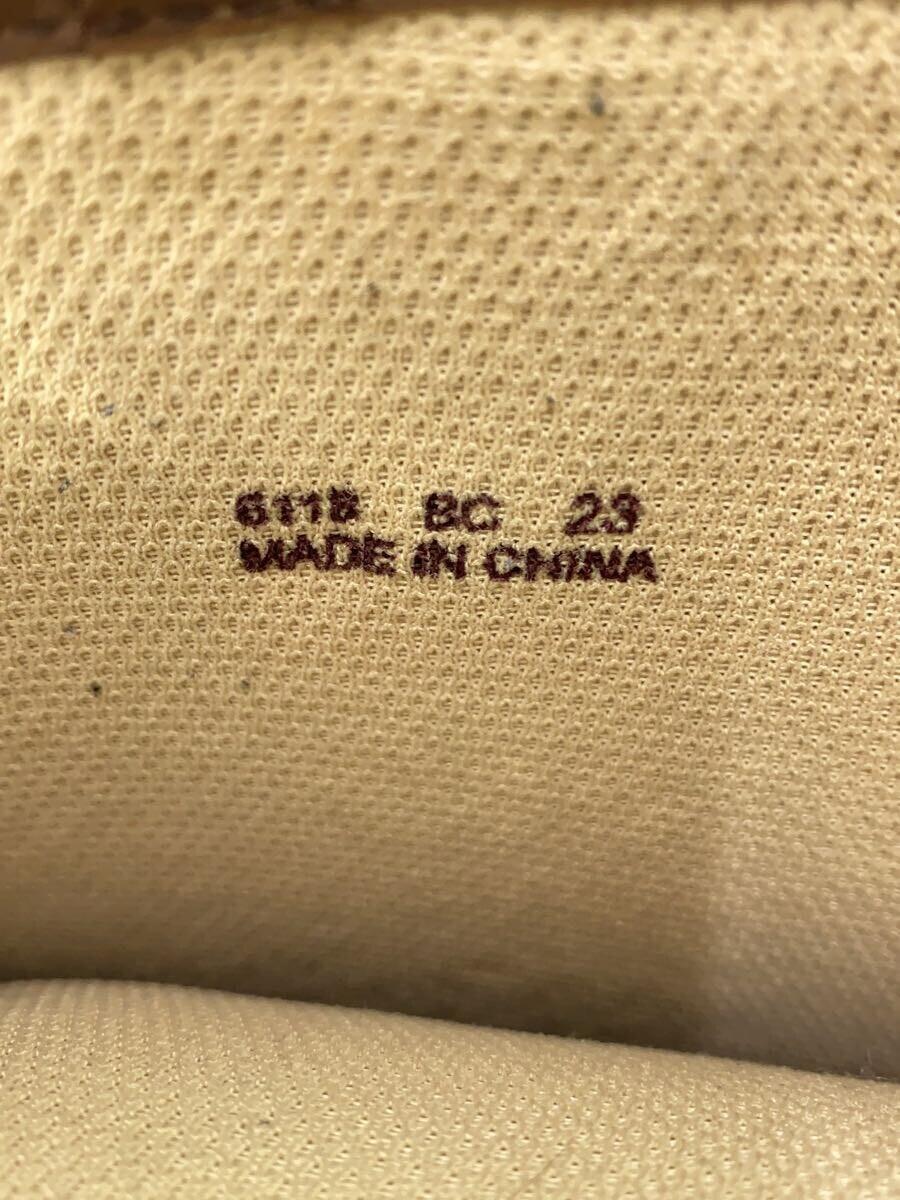 6118 BC 23
MADE IN CHINA